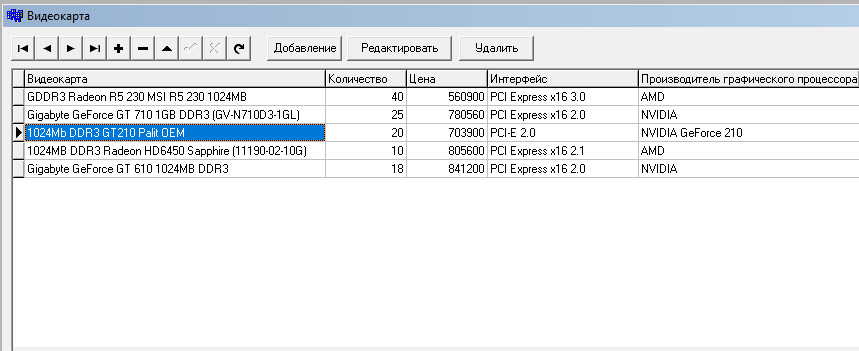 Видеокарта
Добавление Редактировать Удалить
Видеокарта Количество Цена Интерфейс Производитель графического процессора
GDDR3 Radeon R5 230 MSI R5 230 1024MB 40 560900 PCI Express x16 3.0 AMD
Gigabyte GeForce GT 710 1GB DDR3 (GV-N710D3-1GL) 25 780560 PCI Express x16 2.0 NVIDIA
1024Mb DDR3 GT210 Palit OEM 20 703900 PCI-E 2.0 NVIDIA GeForce 210
1024MB DDR3 Radeon HD6450 Sapphire (11190-02-10G) 10 805600 PCI Express x16 2.1 AMD
Gigabyte GeForce GT 610 1024MB DDR3 18 841200 PCI Express x16 2.0 NVIDIA